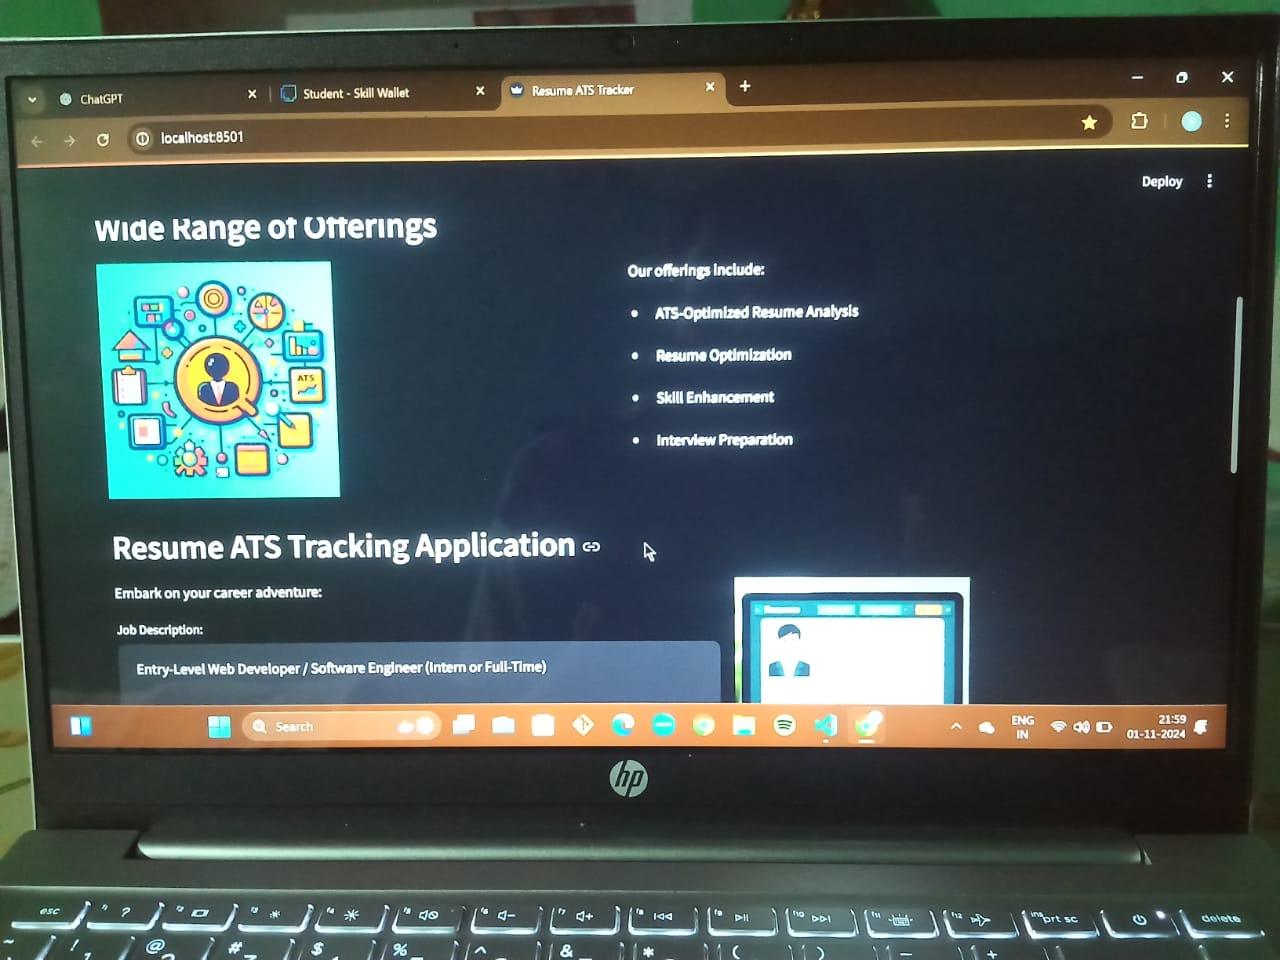 ChatGPT
Student - Skill Wallet
Resume ATS Tracker
localhost:8501
Deploy
Wide Range of Offerings
Our offerings include:
ATS-Optimized Resume Analysis
Resume Optimization
Skill Enhancement
Interview Preparation
ATS
Resume ATS Tracking Application
Embark on your career adventure:
Job Description:
Entry-Level Web Developer / Software Engineer (Intern or Full-Time)
Search
ENG
IN
21:59
01-11-2024
hp
esc
prt sc
delete